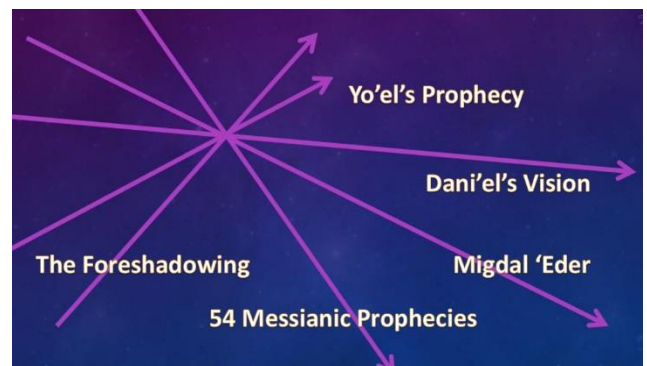 Yo’el’s Prophecy
Dani’el’s Vision
The Foreshadowing
Migdal ‘Eder
54 Messianic Prophecies